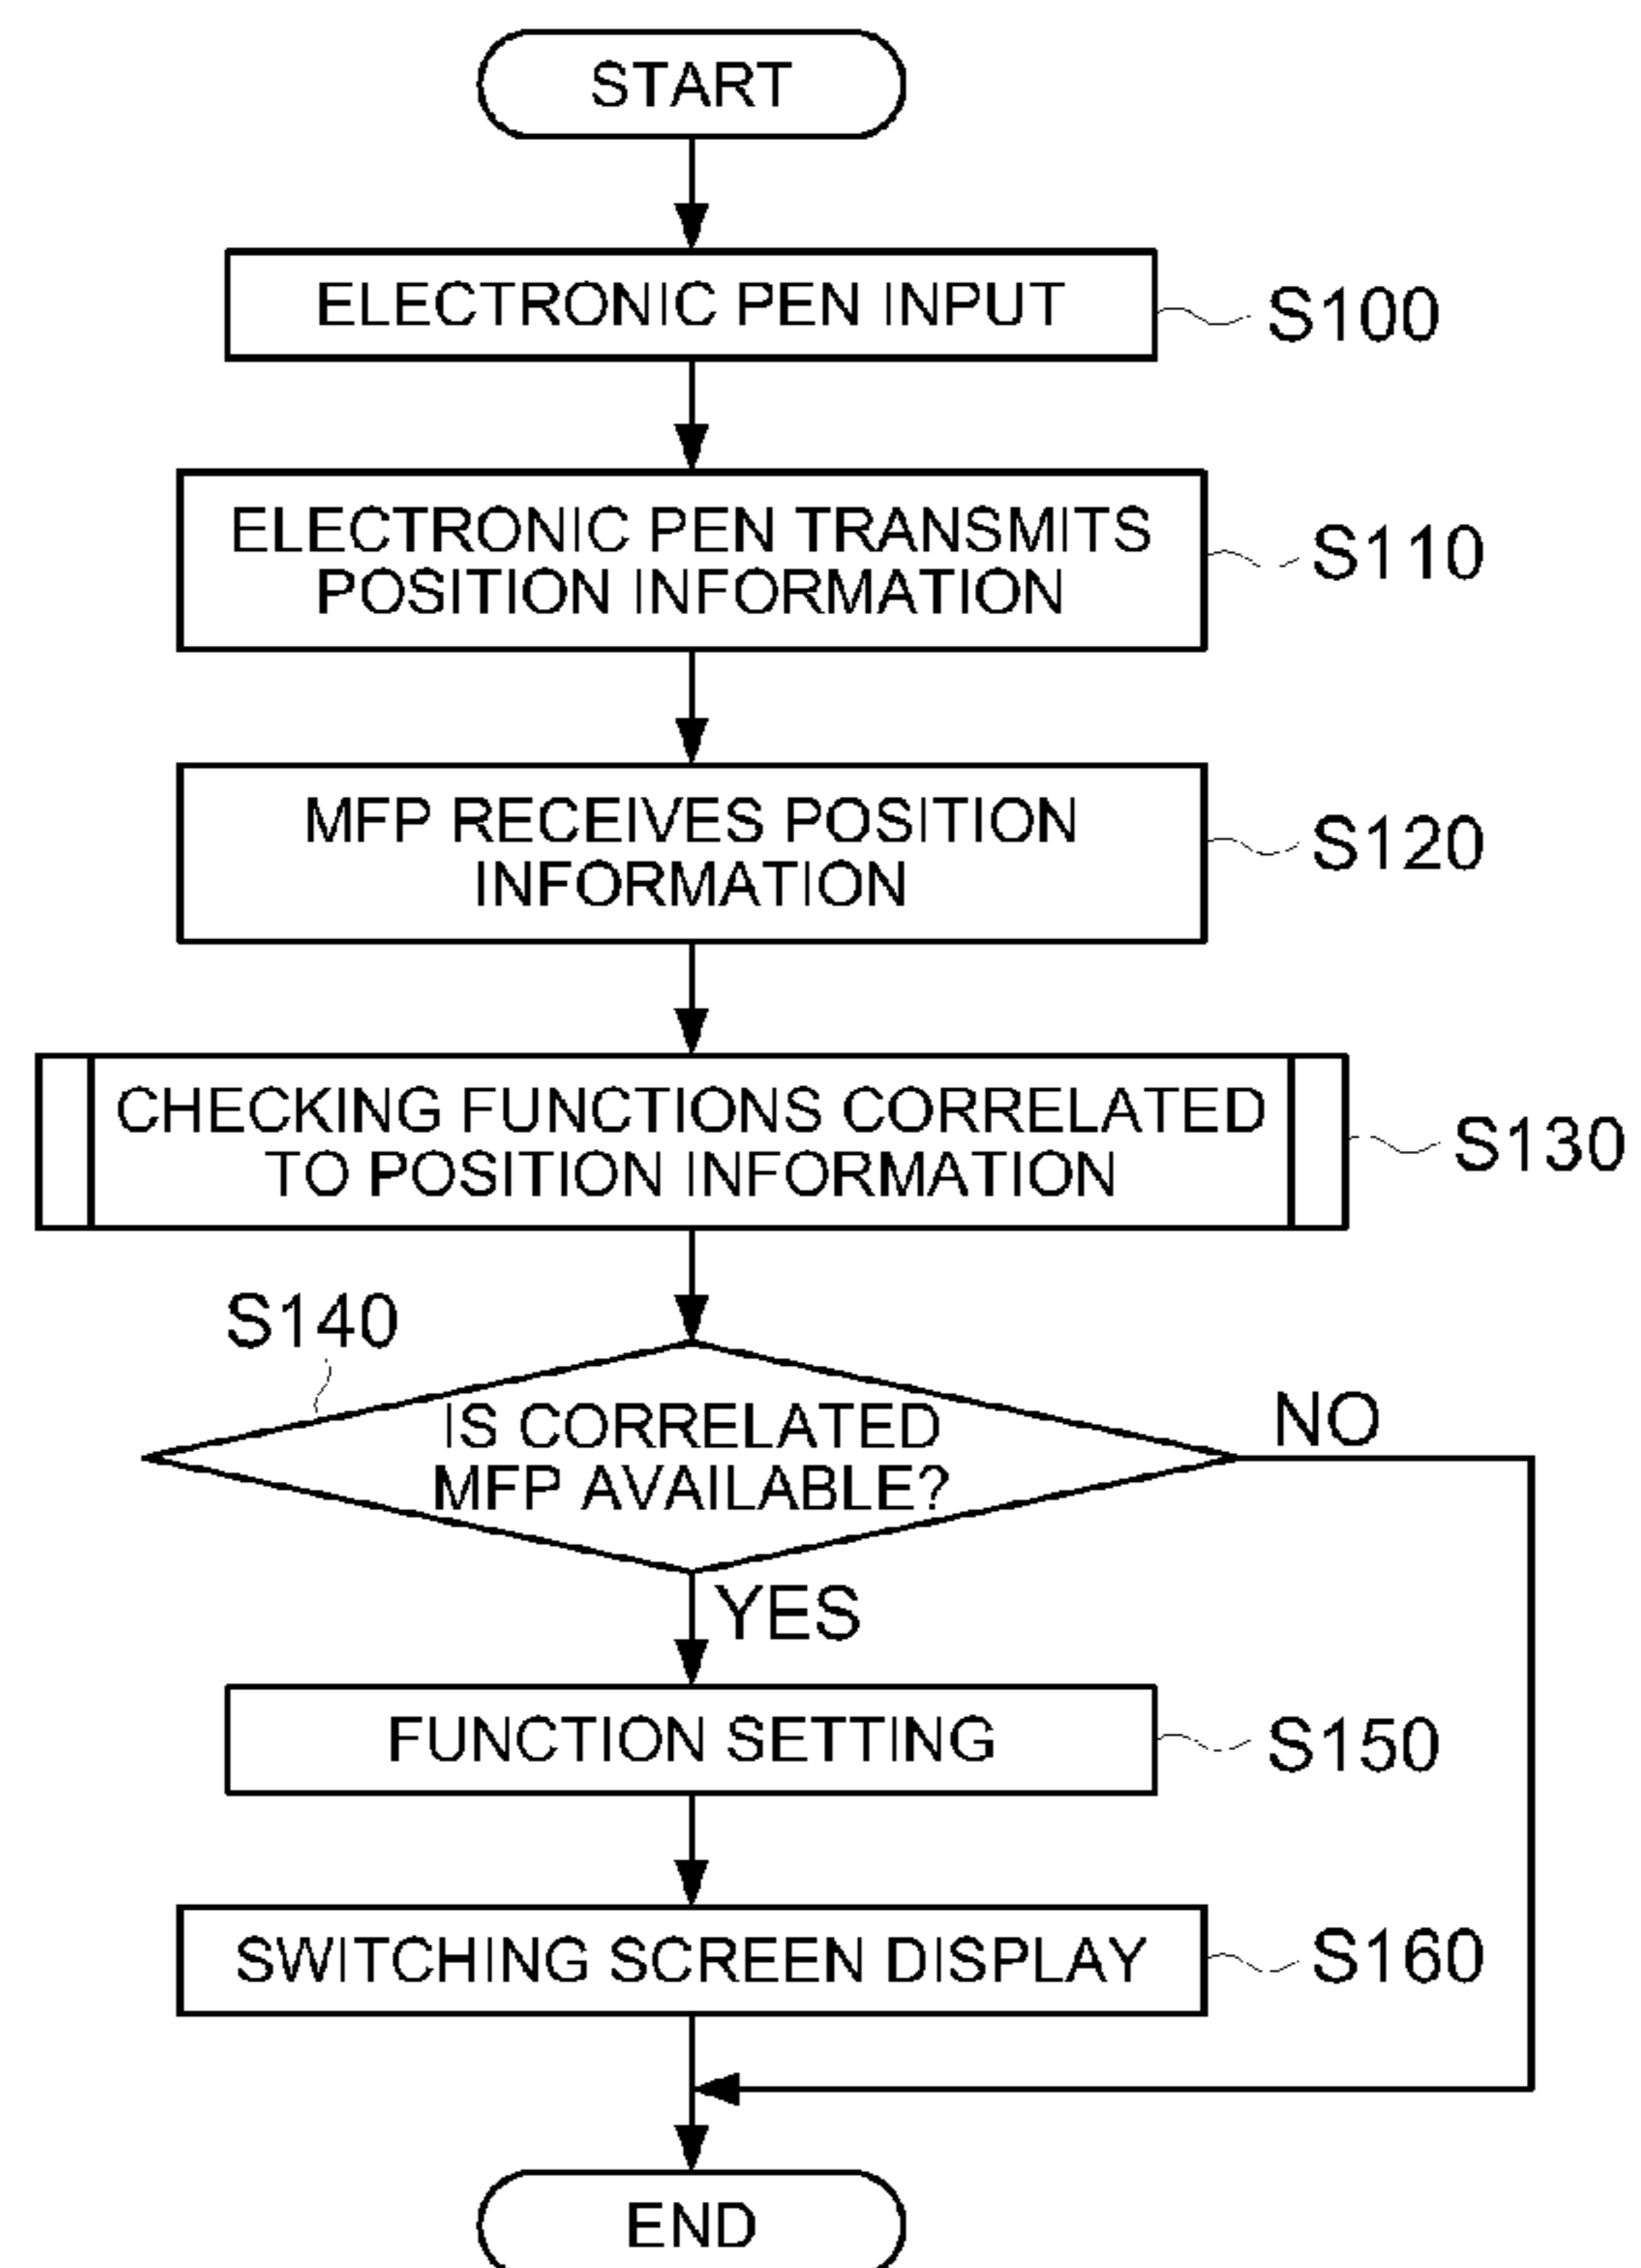 START
ELECTRONIC PEN INPUT
S100
ELECTRONIC PEN TRANSMITS
POSITION INFORMATION
S110
MFP RECEIVES POSITION
INFORMATION
S120
CHECKING FUNCTIONS CORRELATED
TO POSITION INFORMATION
S130
S140
IS CORRELATED
MFP AVAILABLE?
NO
YES
FUNCTION SETTING
S150
SWITCHING SCREEN DISPLAY
S160
END